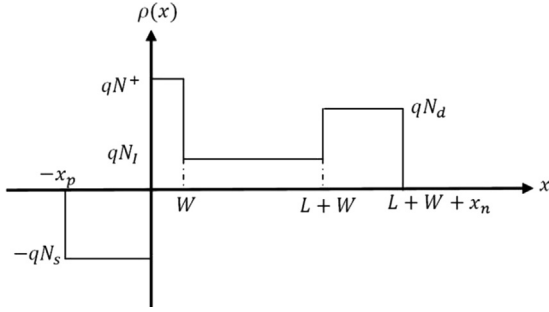 ρ(x)
qN⁺
qN_d
qN_I
−x_p
x
W
L + W
L + W + x_n
−qN_s